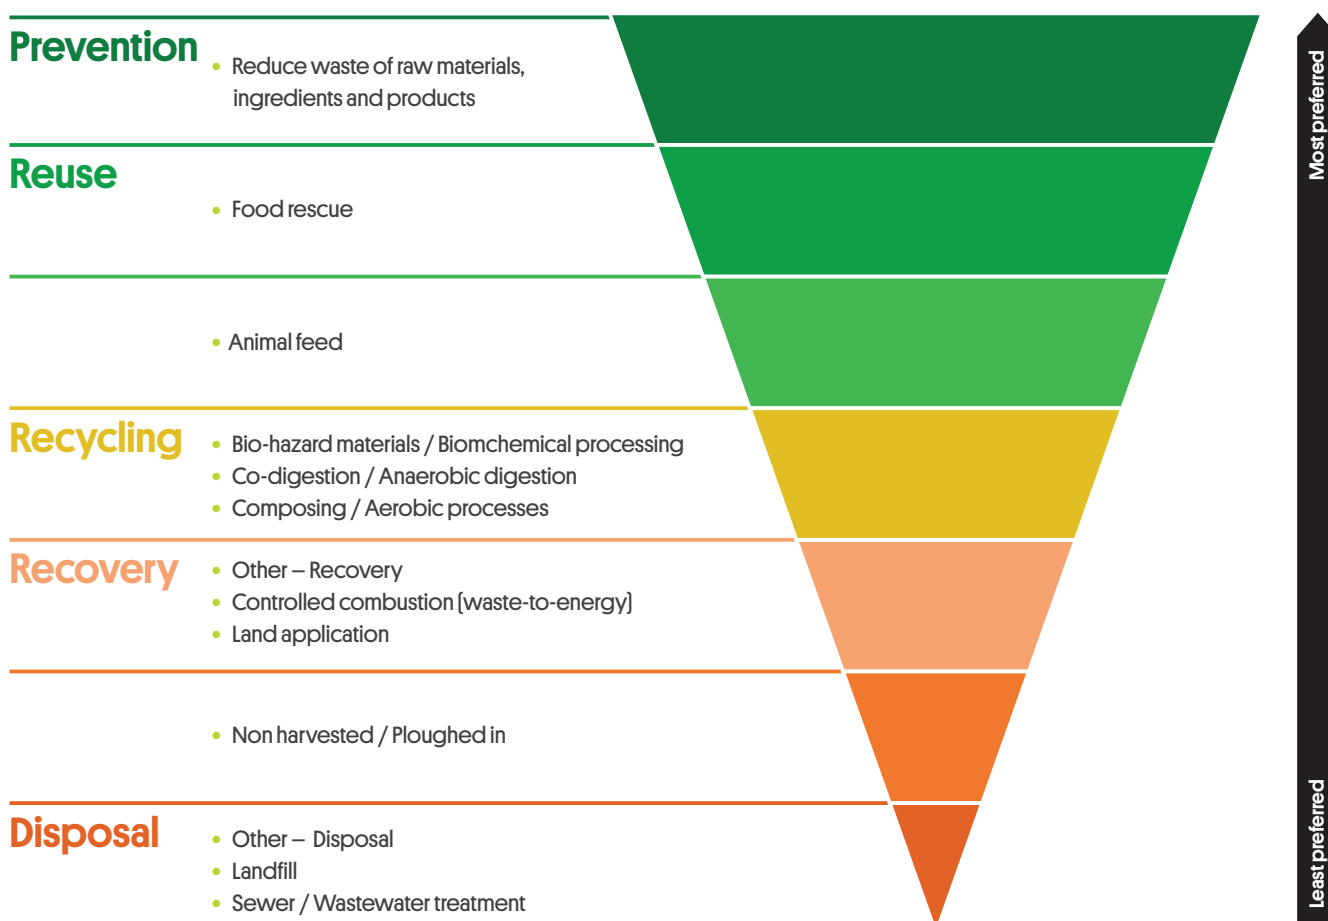 Prevention
• Reduce waste of raw materials,
ingredients and products
Reuse
• Food rescue
• Animal feed
Recycling
• Bio-hazard materials / Biomchemical processing
• Co-digestion / Anaerobic digestion
• Composing / Aerobic processes
Recovery
• Other – Recovery
• Controlled combustion (waste-to-energy)
• Land application
• Non harvested / Ploughed in
Disposal
• Other – Disposal
• Landfill
• Sewer / Wastewater treatment
Most preferred
Least preferred